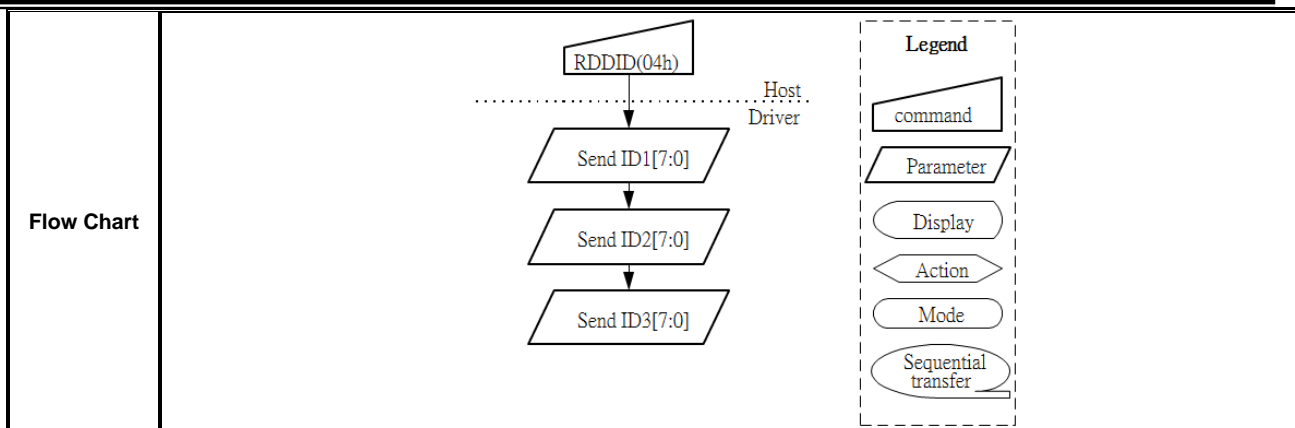 Flow Chart
RDDID(04h)
Host
Driver
Send ID1[7:0]
Send ID2[7:0]
Send ID3[7:0]
Legend
command
Parameter
Display
Action
Mode
Sequential
transfer